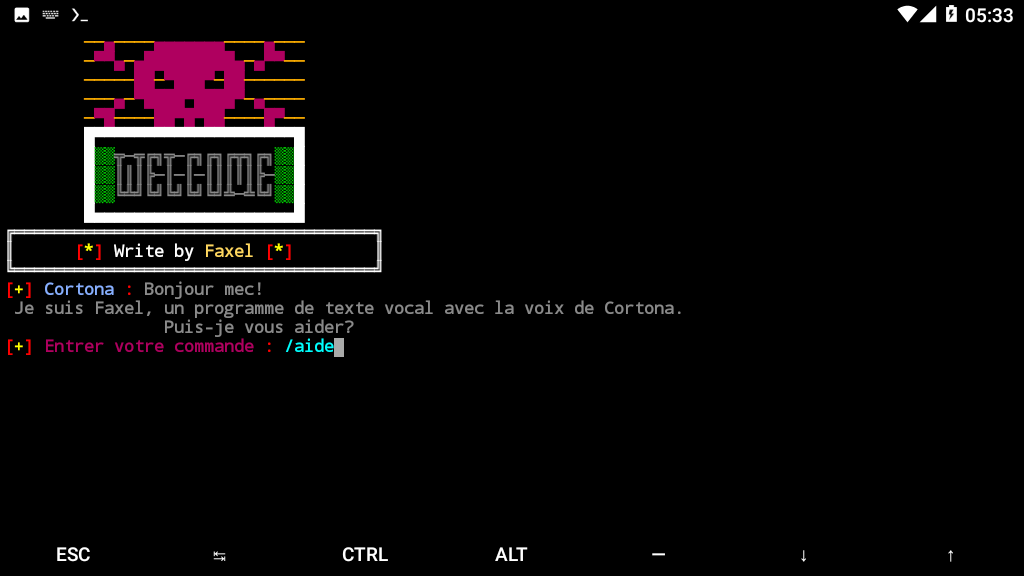 05:33
WELCOME
[*] Write by Faxel [*]
[+] Cortona : Bonjour mec!
Je suis Faxel, un programme de texte vocal avec la voix de Cortona.
Puis-je vous aider?
[+] Entrer votre commande : /aide
ESC ↹ CTRL ALT — ↓ ↑